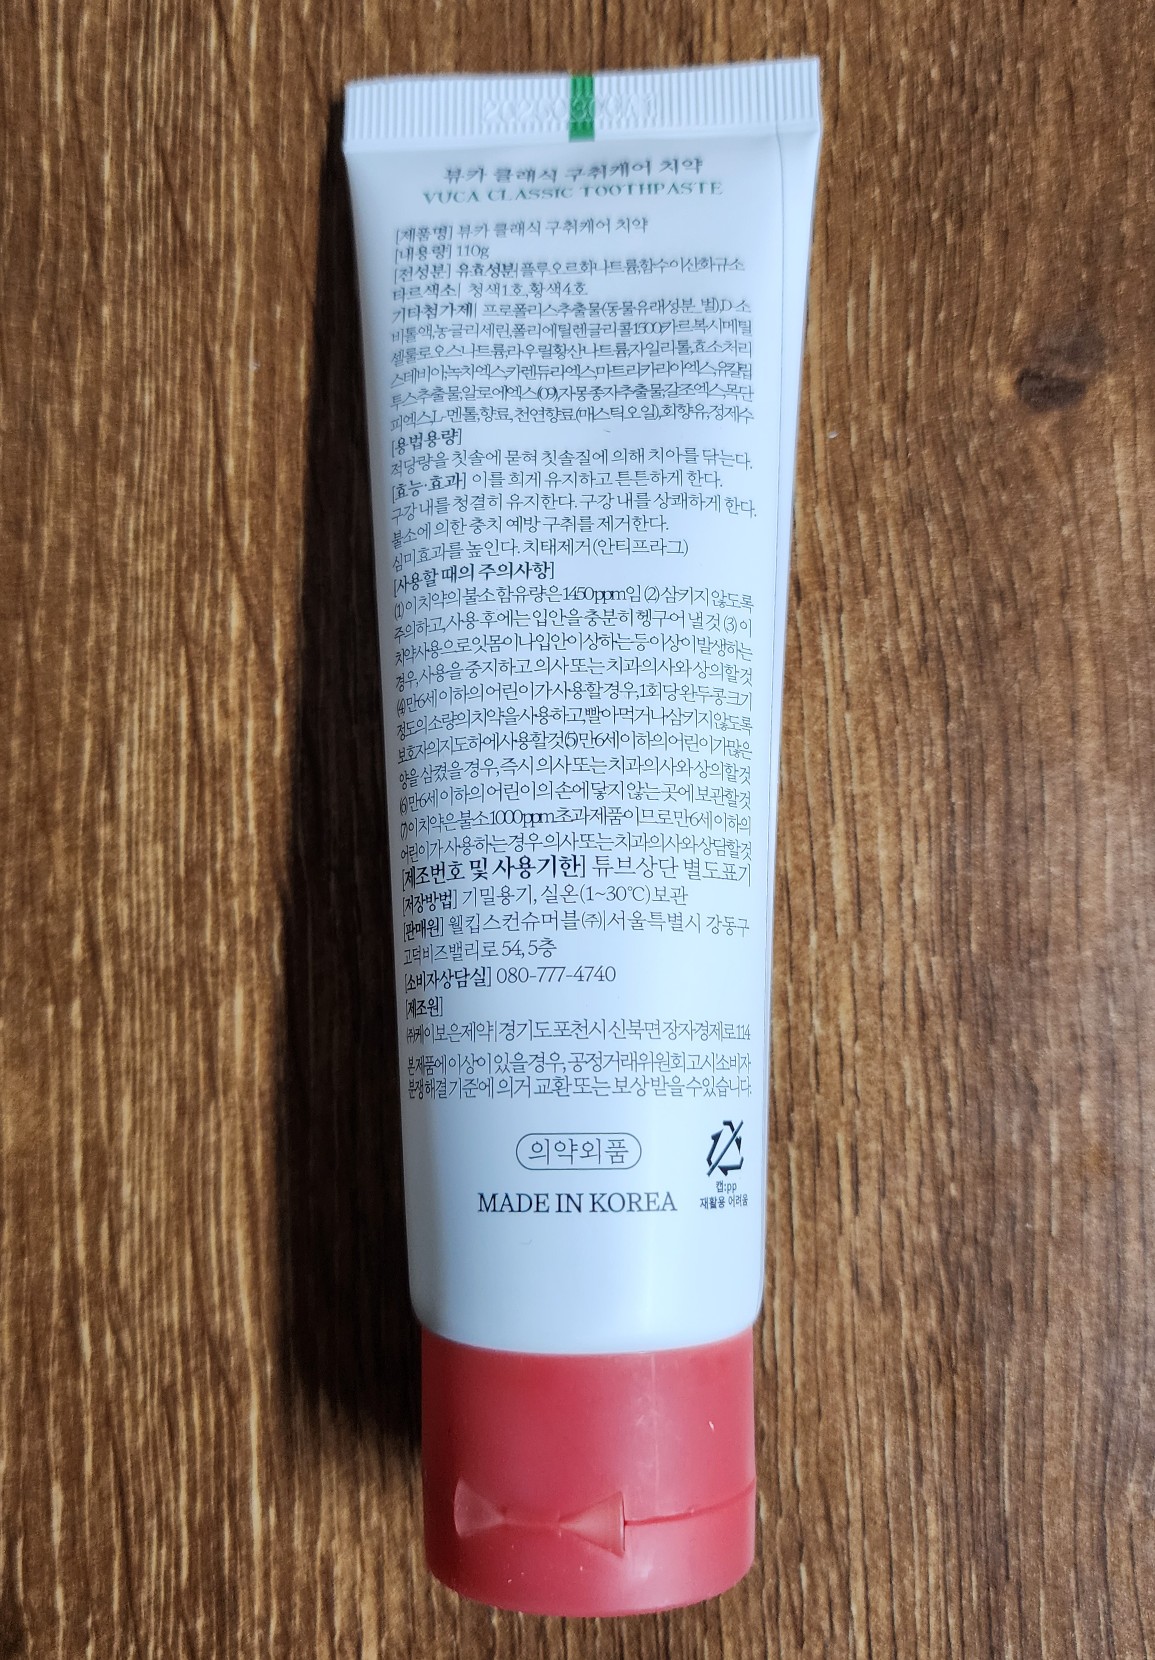 뷰카 클래식 구취케어 치약
VUCA CLASSIC TOOTHPASTE
[제품명] 뷰카 클래식 구취케어 치약
[내용량] 110g
[전성분] 유효성분| 플루오르화나트륨,함수이산화규소
타르색소| 청색1호,황색4호
기타첨가제| 프로폴리스추출물(동물유래성분_벌),D-소
비톨액,농글리세린,폴리에틸렌글리콜1500,카르복시메틸
셀룰로오스나트륨,라우릴황산나트륨,자일리톨,효소처리
스테비아,녹차엑스,카렌듀라엑스,마트리카리아엑스,유칼립
투스추출물,알로에엑스(09),자몽종자추출물,갈조엑스,목단
피엑스,L-멘톨,향료, 천연향료(매스틱오일),회향유,정제수
[용법용량]
적당량을 칫솔에 묻혀 칫솔질에 의해 치아를 닦는다.
[효능·효과] 이를 희게 유지하고 튼튼하게 한다.
구강 내를 청결히 유지한다. 구강 내를 상쾌하게 한다.
불소에 의한 충치 예방 구취를 제거한다.
심미효과를 높인다. 치태제거(안티프라그)
[사용할 때의 주의사항]
(1) 이 치약의 불소 함유량은 1450ppm임 (2) 삼키지 않도록
주의하고, 사용 후에는 입안을 충분히 헹구어 낼 것 (3) 이
치약 사용으로 잇몸이나 입안이 상하는 등 이상이 발생하는
경우, 사용을 중지하고 의사 또는 치과의사와 상의할 것
(4) 만 6세 이하의 어린이가 사용할 경우, 1회당 완두콩 크기
정도의 소량의 치약을 사용하고, 빨아먹거나 삼키지 않도록
보호자의 지도하에 사용할 것 (5) 만 6세 이하의 어린이가 많은
양을 삼켰을 경우, 즉시 의사 또는 치과의사와 상의할 것
(6) 만 6세 이하의 어린이의 손에 닿지 않는 곳에 보관할 것
(7) 이 치약은 불소 1000ppm 초과 제품이므로 만 6세 이하의
어린이가 사용하는 경우 의사 또는 치과의사와 상담할 것
[제조번호 및 사용기한] 튜브상단 별도표기
[저장방법] 기밀용기, 실온(1~30℃)보관
[판매원] 웰킵스컨슈머블㈜|서울특별시 강동구
고덕비즈밸리로 54, 5층
[소비자상담실] 080-777-4740
[제조원]
㈜케이보은제약|경기도 포천시 신북면 장자경제로 114
본 제품에 이상이 있을 경우, 공정거래위원회 고시'소비자
분쟁해결기준'에 의거 교환 또는 보상 받을 수 있습니다.
의약외품
캡:pp
재활용 어려움
MADE IN KOREA